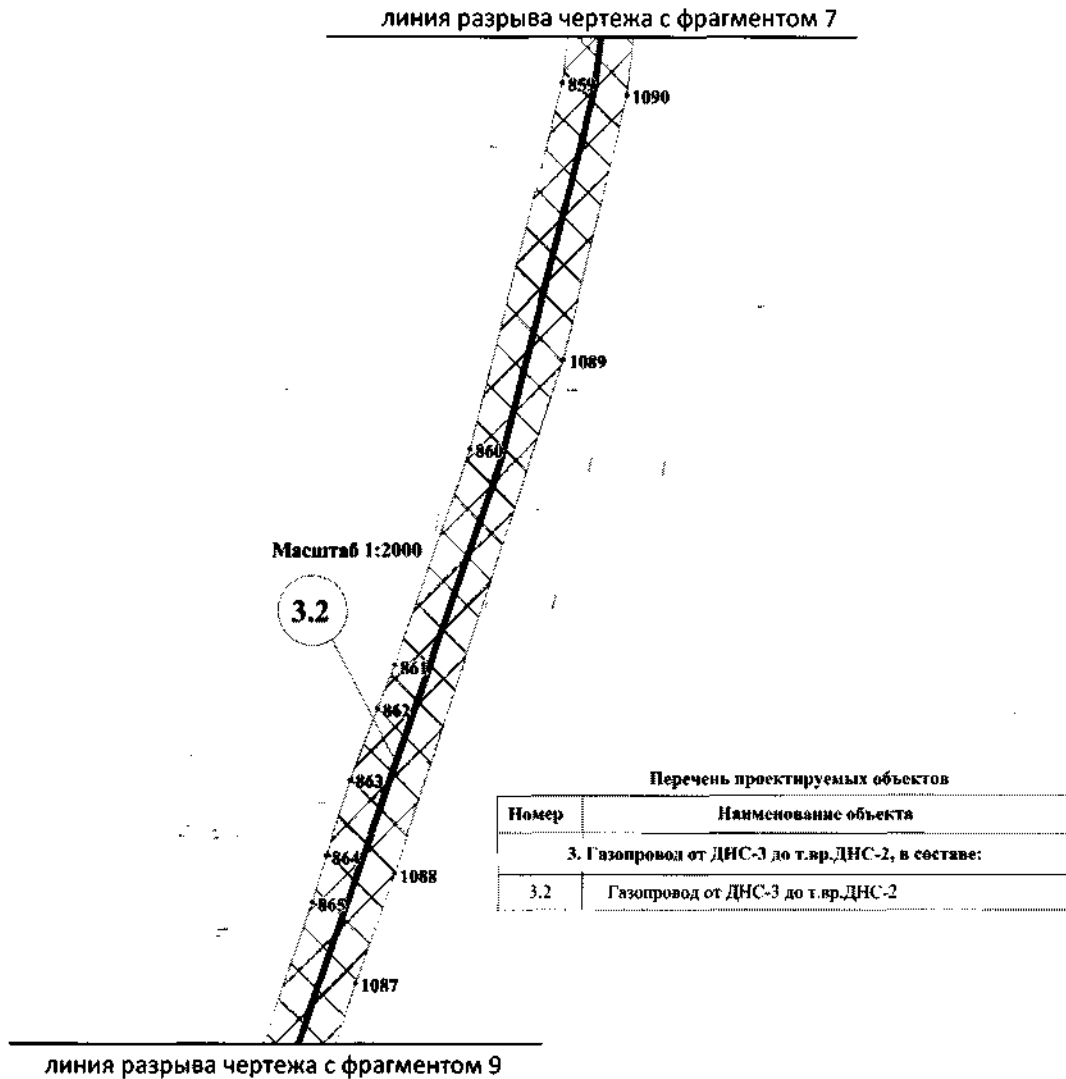 линия разрыва чертежа с фрагментом 7
859
1090
1089
860
Масштаб 1:2000
3.2
861
862
863
864
1088
865
1087
Перечень проектируемых объектов
Номер Наименование объекта
3. Газопровод от ДНС-3 до т.вр.ДНС-2, в составе:
3.2 Газопровод от ДНС-3 до т.вр.ДНС-2
линия разрыва чертежа с фрагментом 9